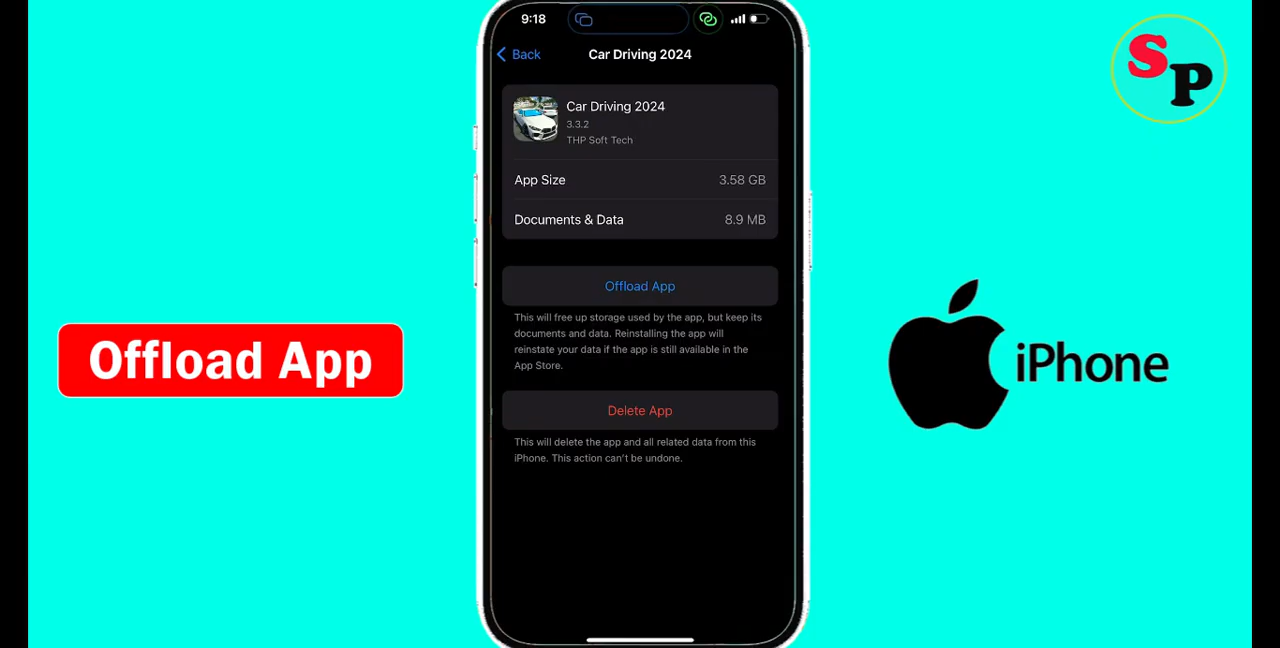 9:18
Back
Car Driving 2024
Car Driving 2024
3.3.2
THP Soft Tech
App Size 3.58 GB
Documents & Data 8.9 MB
Offload App
This will free up storage used by the app, but keep its
documents and data. Reinstalling the app will
reinstate your data if the app is still available in the
App Store.
Delete App
This will delete the app and all related data from this
iPhone. This action can't be undone.
Offload App
iPhone
SP